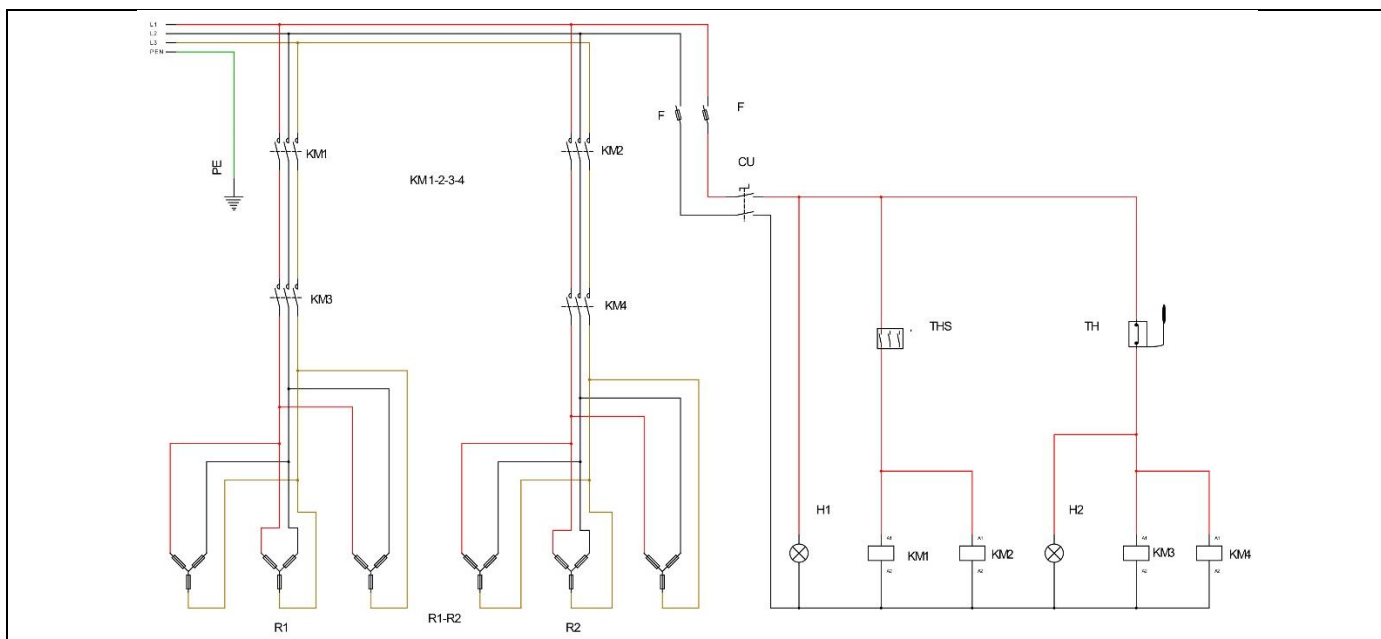 L1
L2
L3
PEN
F
F
KM1
KM2
PE
CU
KM1-2-3-4
KM3
KM4
THS
TH
H1
H2
A1
A1
A1
A1
KM1
KM2
KM3
KM4
A2
A2
A2
A2
R1-R2
R1
R2